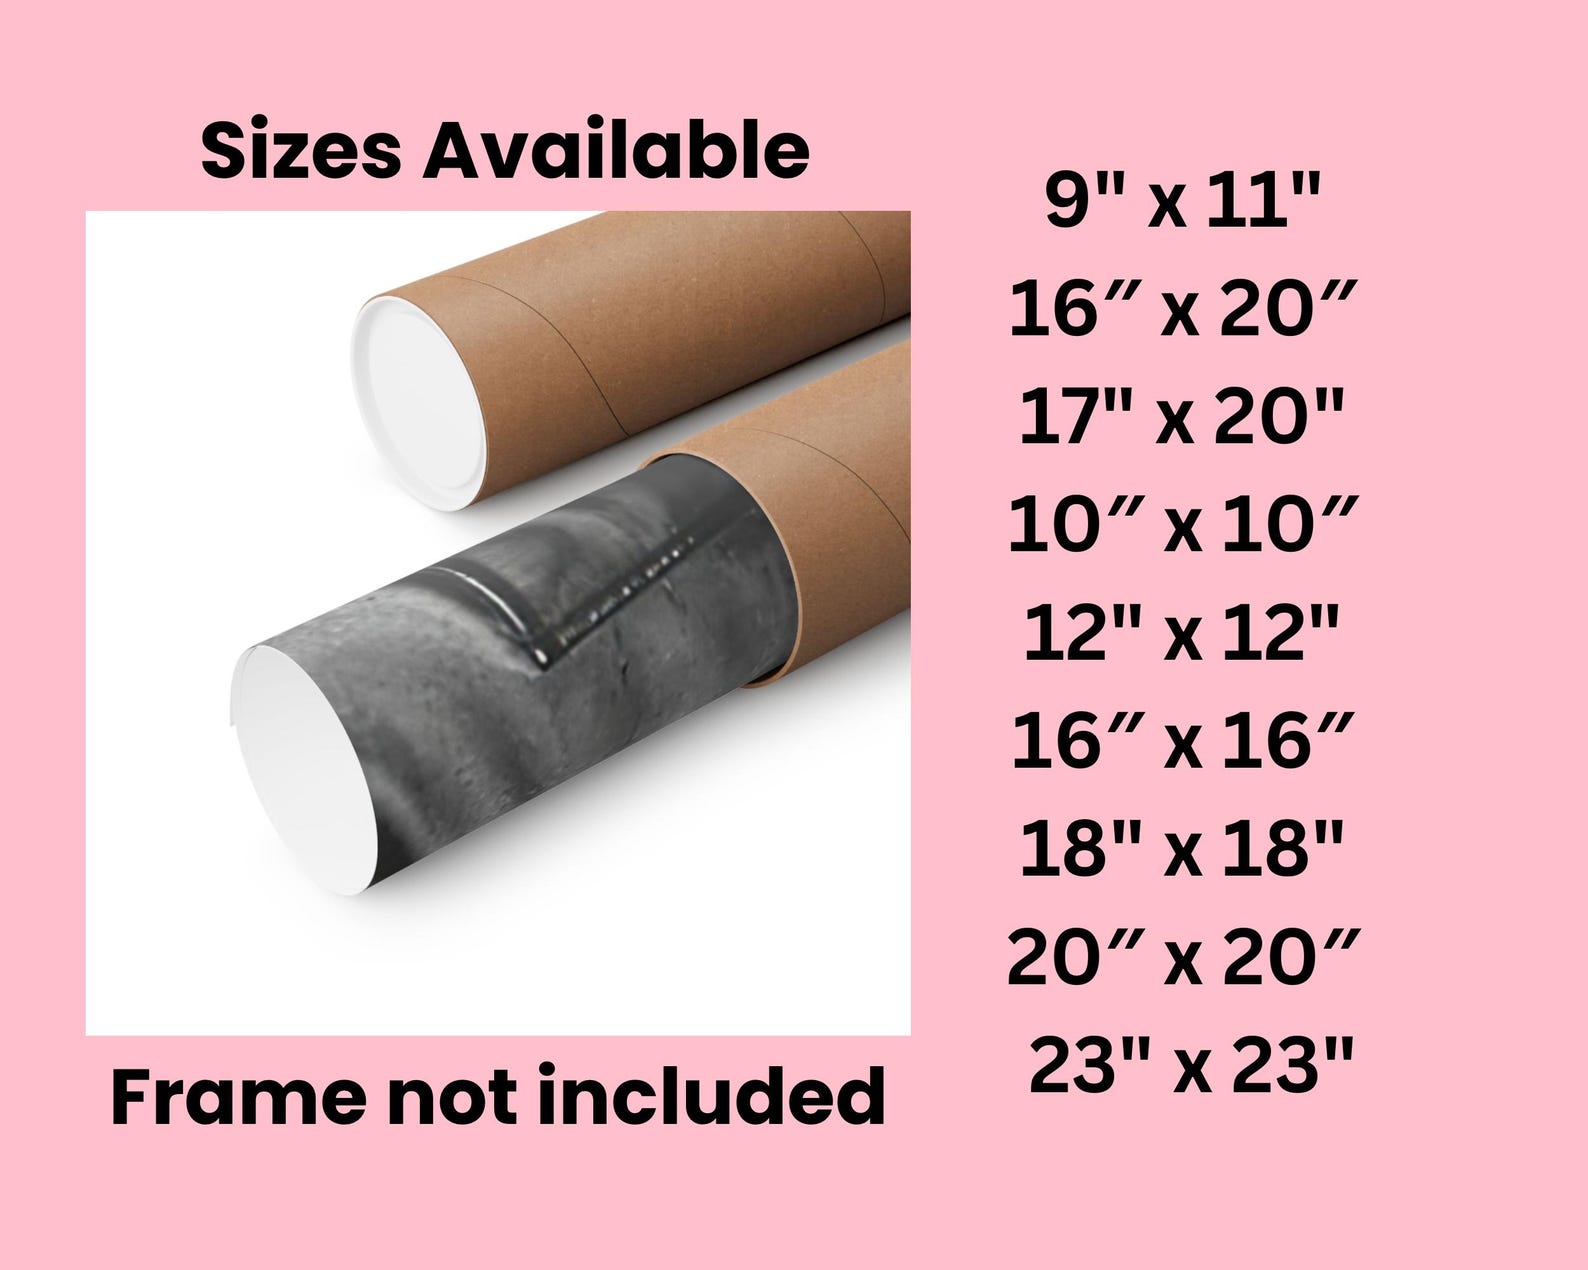 Sizes Available
9" x 11"
16″ x 20″
17" x 20"
10″ x 10″
12" x 12"
16″ x 16″
18" x 18"
20″ x 20″
23" x 23"
Frame not included